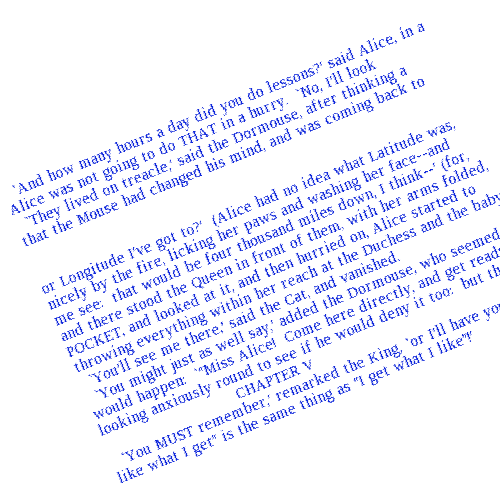 `And how many hours a day did you do lessons?' said Alice, in a
Alice was not going to do THAT in a hurry.  `No, I'll look
`They lived on treacle,' said the Dormouse, after thinking a
that the Mouse had changed his mind, and was coming back to
or Longitude I've got to?'  (Alice had no idea what Latitude was,
nicely by the fire, licking her paws and washing her face--and
me see:  that would be four thousand miles down, I think--' (for,
and there stood the Queen in front of them, with her arms folded,
POCKET, and looked at it, and then hurried on, Alice started to
throwing everything within her reach at the Duchess and the baby
`You'll see me there,' said the Cat, and vanished.
`You might just as well say,' added the Dormouse, who seemed
would happen:  `"Miss Alice!  Come here directly, and get ready
looking anxiously round to see if he would deny it too:  but the
CHAPTER V
`You MUST remember,' remarked the King, `or I'll have you
like what I get" is the same thing as "I get what I like"!'